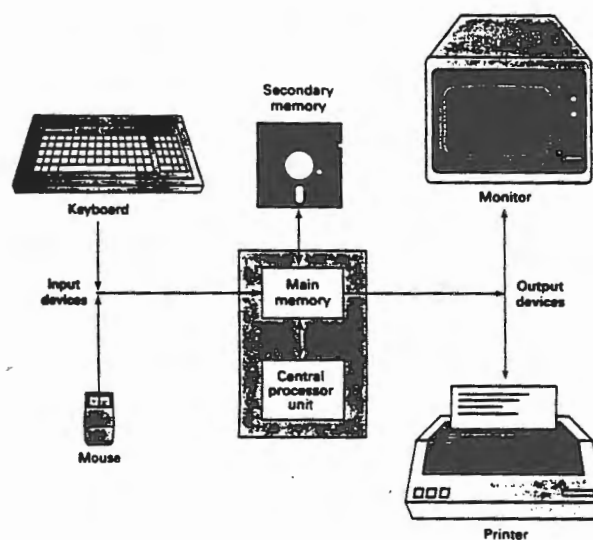 Secondary
memory
Keyboard
Monitor
Input
devices
Main
memory
Output
devices
Central
processor
unit
Mouse
Printer